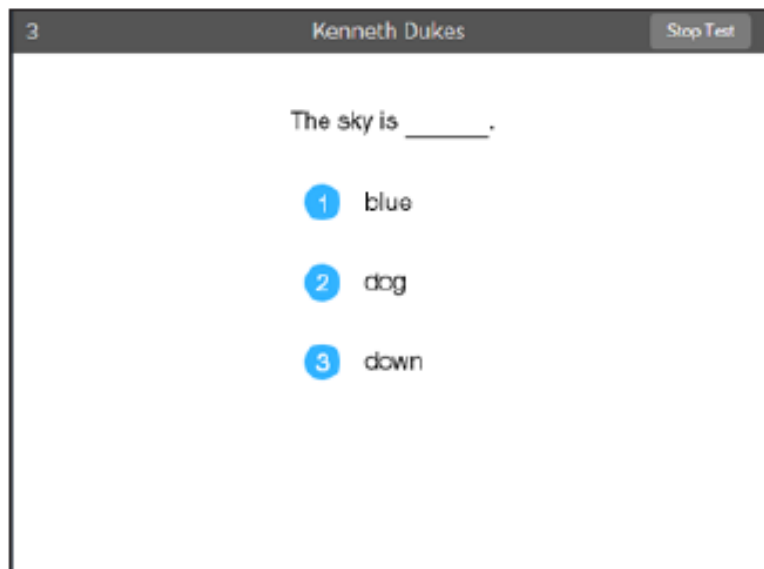 3 Kenneth Dukes Stop Test
The sky is ______.
1 blue
2 dog
3 down